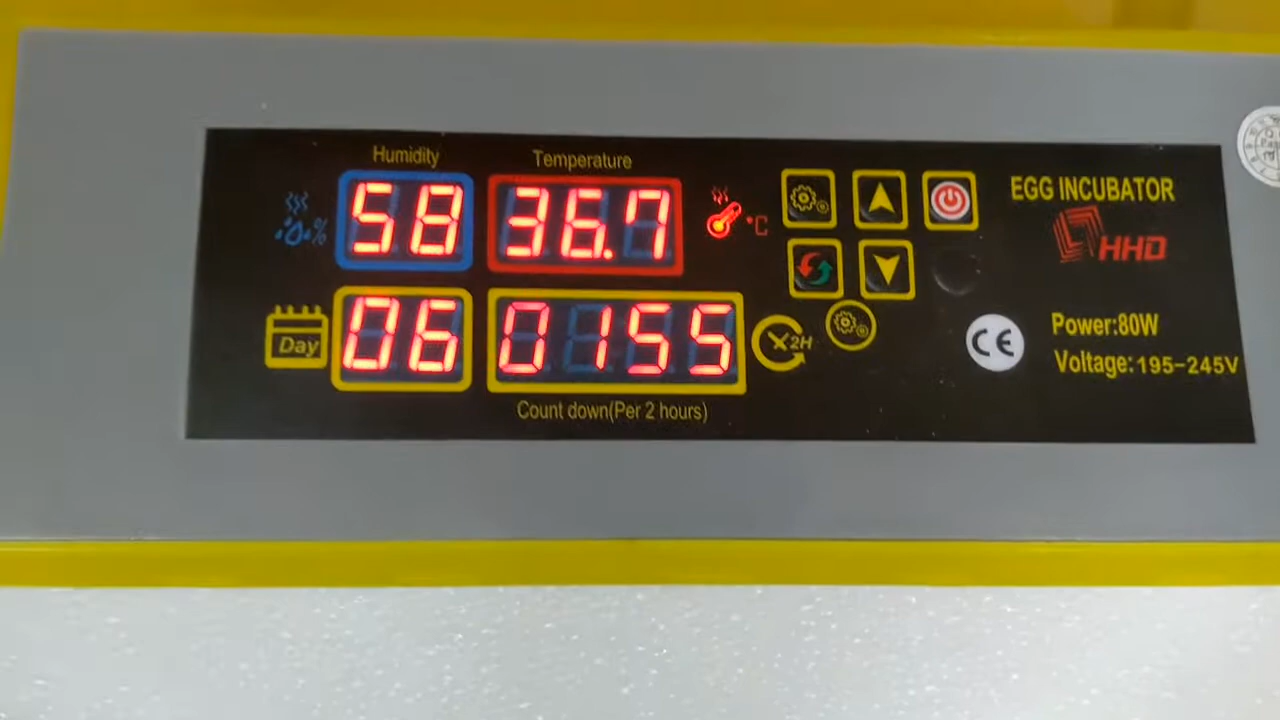 Humidity Temperature
58 36.7 °C
%
EGG INCUBATOR
HHD
Day 06 0155 2H
Count down(Per 2 hours)
CE
Power:80W
Voltage:195-245V